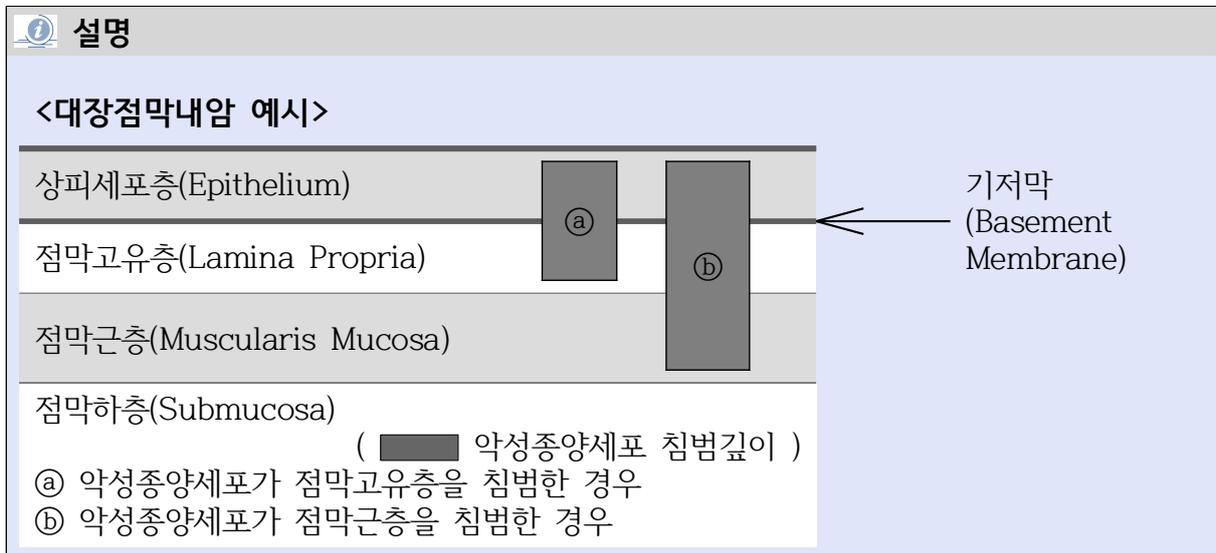 설명
<대장점막내암 예시>
상피세포층(Epithelium)
점막고유층(Lamina Propria)
점막근층(Muscularis Mucosa)
점막하층(Submucosa)
( 악성종양세포 침범깊이 )
ⓐ 악성종양세포가 점막고유층을 침범한 경우
ⓑ 악성종양세포가 점막근층을 침범한 경우
ⓐ
ⓑ
기저막
(Basement
Membrane)